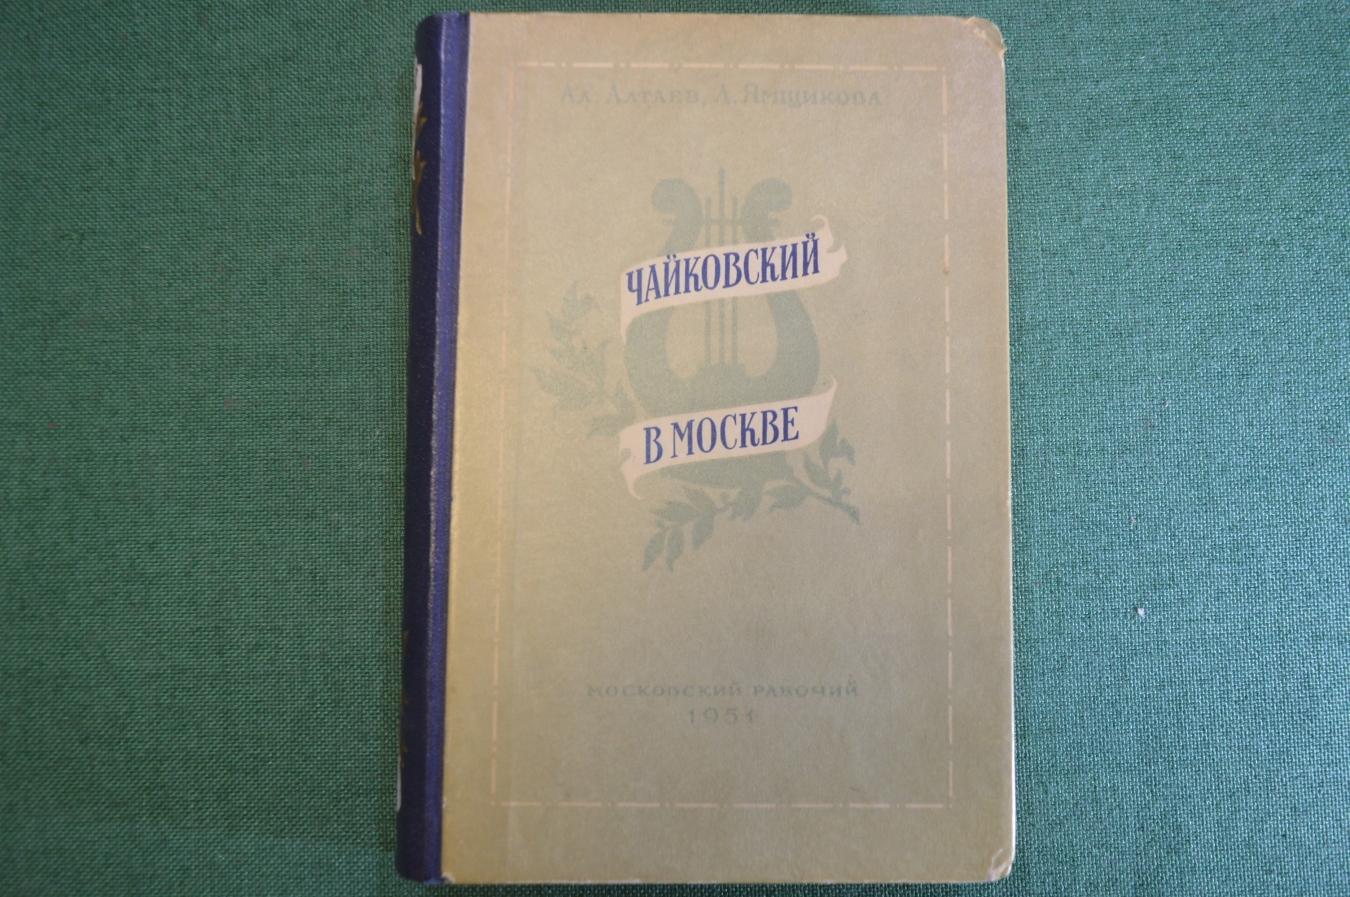 Ал. Алтаев, Л. Ямщикова
ЧАЙКОВСКИЙ
В МОСКВЕ
МОСКОВСКИЙ РАБОЧИЙ
1951